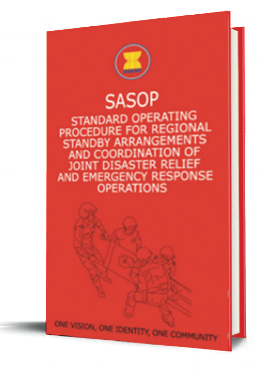 SASOP
STANDARD OPERATING
PROCEDURE FOR REGIONAL
STANDBY ARRANGEMENTS
AND COORDINATION OF
JOINT DISASTER RELIEF
AND EMERGENCY RESPONSE
OPERATIONS
ONE VISION, ONE IDENTITY, ONE COMMUNITY